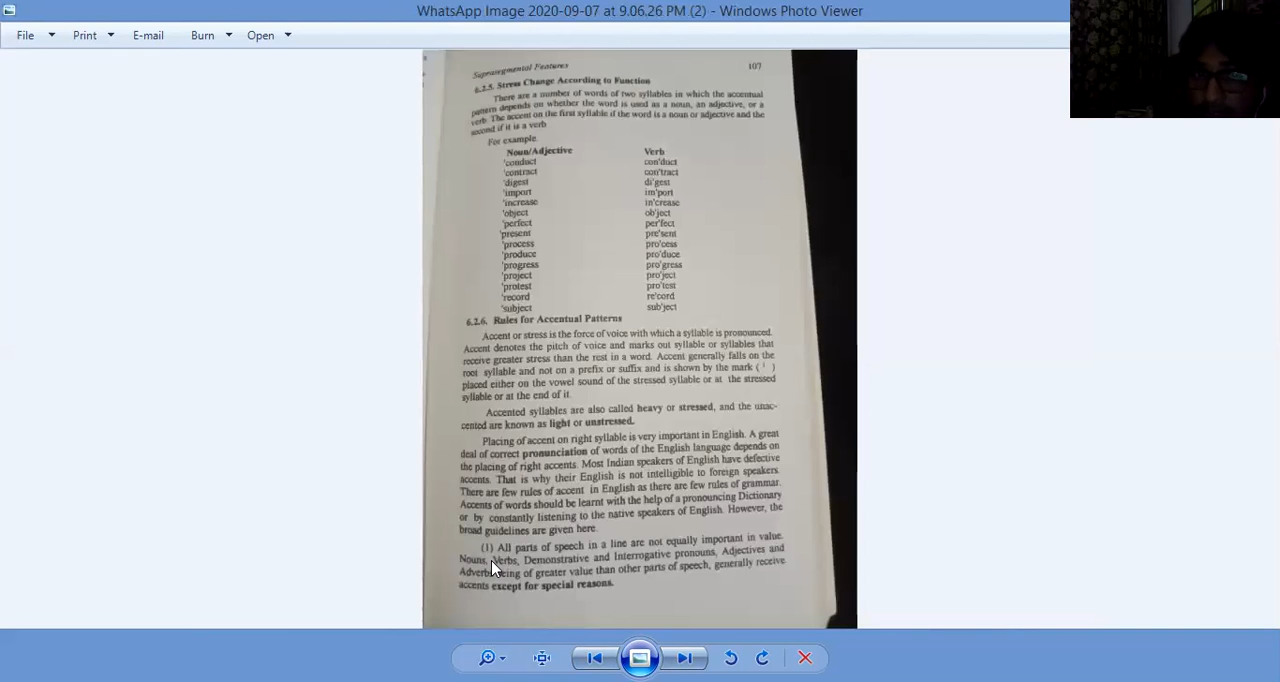 WhatsApp Image 2020-09-07 at 9.06.26 PM (2) - Windows Photo Viewer
File Print E-mail Burn Open
Suprasegmental Features 107
6.2.5. Stress Change According to Function
There are a number of words of two syllables in which the accentual
pattern depends on whether the word is used as a noun, an adjective, or a
verb. The accent on the first syllable if the word is a noun or adjective and the
second if it is a verb.
For example.
Noun/Adjective Verb
'conduct con'duct
'contract con'tract
'digest di'gest
'import im'port
'increase in'crease
'object ob'ject
'perfect per'fect
'present pre'sent
'process pro'cess
'produce pro'duce
'progress pro'gress
'project pro'ject
'protest pro'test
'record re'cord
'subject sub'ject
6.2.6. Rules for Accentual Patterns
Accent or stress is the force of voice with which a syllable is pronounced.
Accent denotes the pitch of voice and marks out syllable or syllables that
receive greater stress than the rest in a word. Accent generally falls on the
root syllable and not on a prefix or suffix and is shown by the mark ( ' )
placed either on the vowel sound of the stressed syllable or at the stressed
syllable or at the end of it.
Accented syllables are also called heavy or stressed, and the unac-
cented are known as light or unstressed.
Placing of accent on right syllable is very important in English. A great
deal of correct pronunciation of words of the English language depends on
the placing of right accents. Most Indian speakers of English have defective
accents. That is why their English is not intelligible to foreign speakers.
There are few rules of accent in English as there are few rules of grammar.
Accents of words should be learnt with the help of a pronouncing Dictionary
or by constantly listening to the native speakers of English. However, the
broad guidelines are given here.
(1) All parts of speech in a line are not equally important in value.
Nouns, Verbs, Demonstrative and Interrogative pronouns, Adjectives and
Adverbs being of greater value than other parts of speech, generally receive
accents except for special reasons.